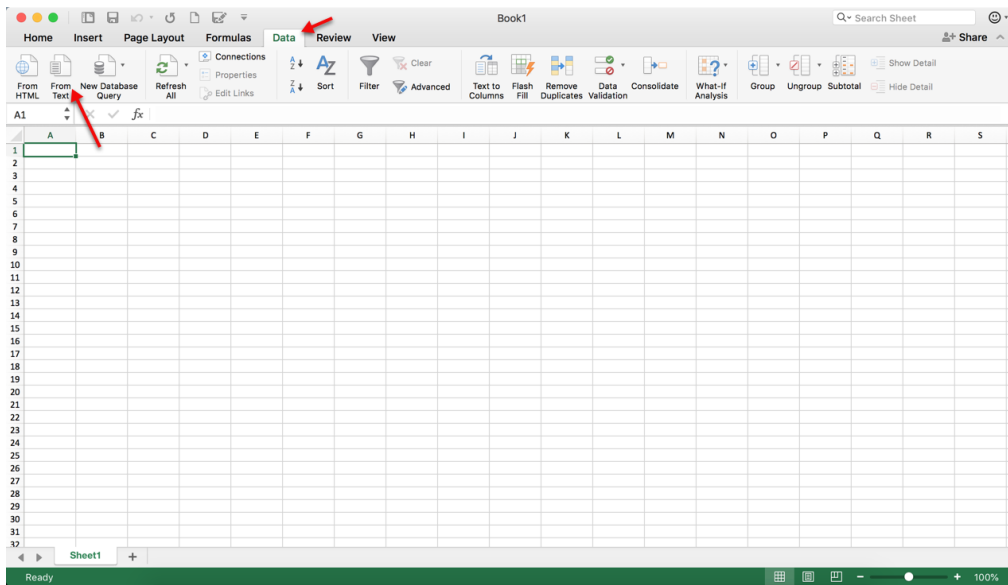 Book1
Search Sheet
Home Insert Page Layout Formulas Data Review View
Share
From HTML
From Text
New Database Query
Refresh All
Connections
Properties
Edit Links
A Z
Z A
AZ
Sort
Filter
Clear
Advanced
Text to Columns
Flash Fill
Remove Duplicates
Data Validation
Consolidate
?
What-If Analysis
Group
Ungroup
Subtotal
Show Detail
Hide Detail
A1 fx
A B C D E F G H I J K L M N O P Q R S
1
2
3
4
5
6
7
8
9
10
11
12
13
14
15
16
17
18
19
20
21
22
23
24
25
26
27
28
29
30
31
32
Sheet1 +
Ready
− + 100%